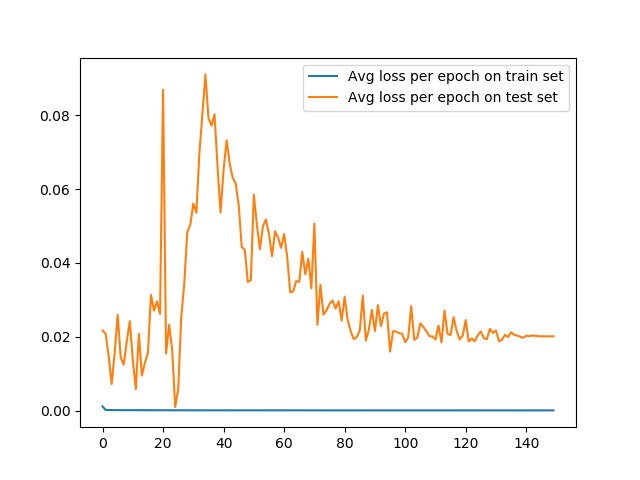 Avg loss per epoch on train set
Avg loss per epoch on test set
0.08
0.06
0.04
0.02
0.00
0 20 40 60 80 100 120 140